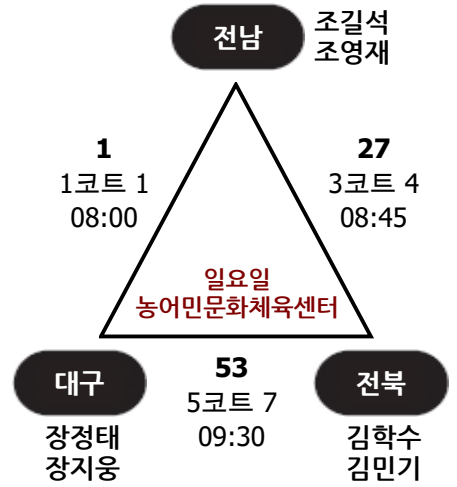 전남
조길석
조영재
1
1코트 1
08:00
27
3코트 4
08:45
일요일
농어민문화체육센터
대구
장정태
장지웅
53
5코트 7
09:30
전북
김학수
김민기